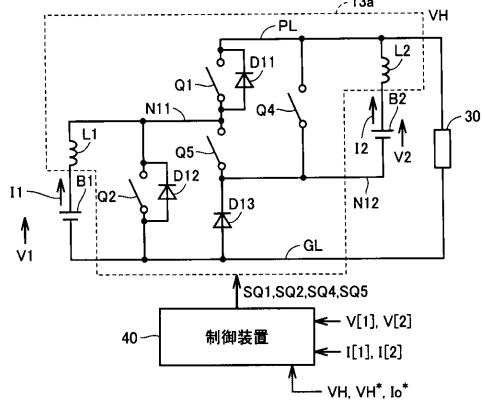 13a
PL
VH
D11
L2
Q1
Q4
B2
N11
L1
Q5
I2
V2
30
I1
B1
Q2
D12
D13
N12
V1
GL
SQ1,SQ2,SQ4,SQ5
40
制御装置
V[1], V[2]
I[1], I[2]
VH, VH*, Io*